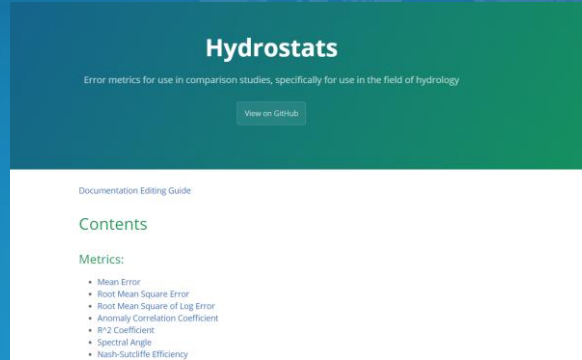 Hydrostats
Error metrics for use in comparison studies, specifically for use in the field of hydrology
View on GitHub
Documentation Editing Guide
Contents
Metrics:
Mean Error
Root Mean Square Error
Root Mean Square of Log Error
Anomaly Correlation Coefficient
R^2 Coefficient
Spectral Angle
Nash-Sutcliffe Efficiency